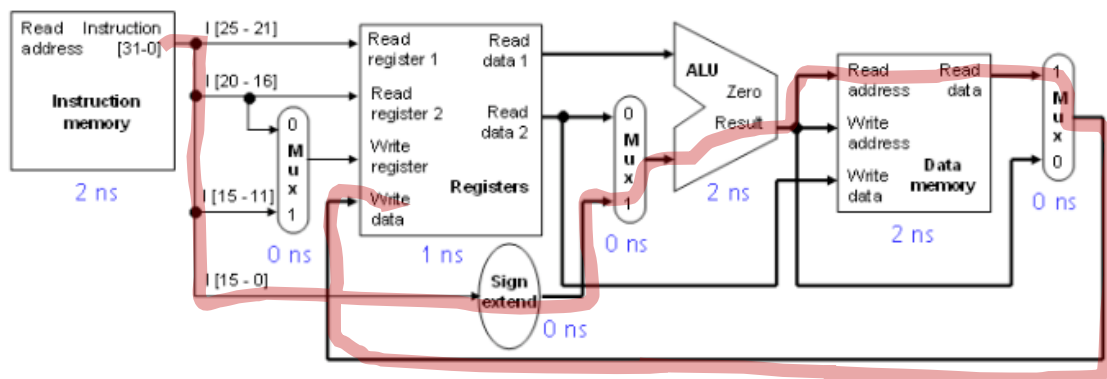 Read Instruction
address [31-0]
Instruction
memory
2 ns
I [25 - 21]
I [20 - 16]
I [15 - 11]
I [15 - 0]
0
M
u
x
1
0 ns
Read
register 1
Read
data 1
Read
register 2
Read
data 2
Write
register
Registers
Write
data
1 ns
Sign
extend
0 ns
0
M
u
x
1
0 ns
ALU
Zero
Result
2 ns
Read
address
Read
data
Write
address
Data
memory
Write
data
2 ns
1
M
u
x
0
0 ns